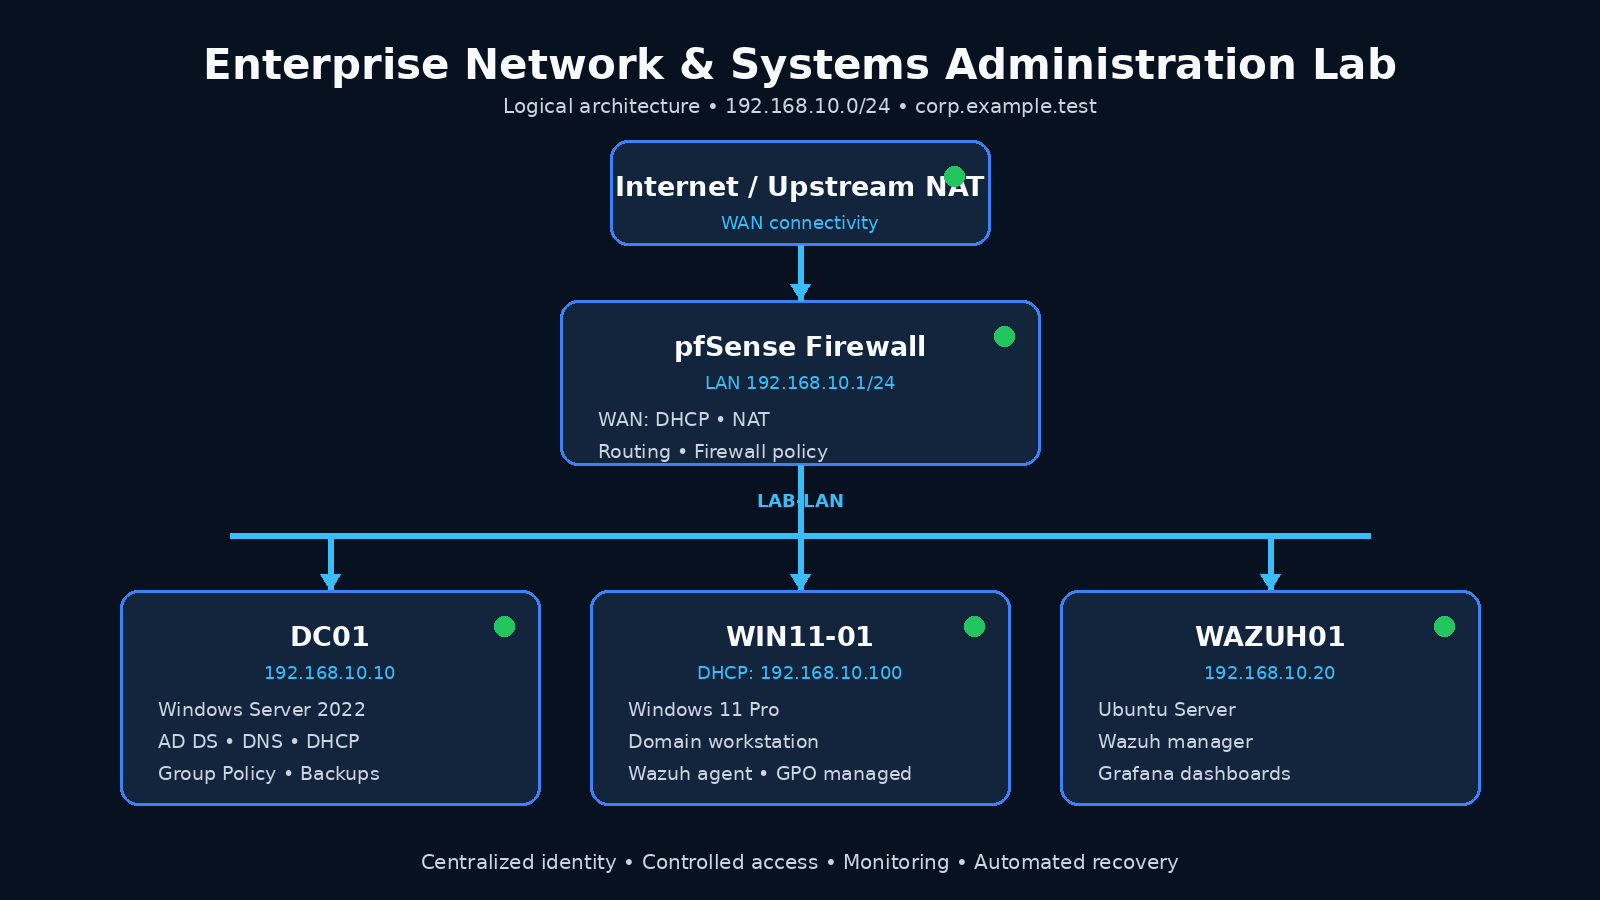 Enterprise Network & Systems Administration Lab
Logical architecture • 192.168.10.0/24 • corp.example.test
Internet / Upstream NAT
WAN connectivity
pfSense Firewall
LAN 192.168.10.1/24
WAN: DHCP • NAT
Routing • Firewall policy
LAB-LAN
DC01
192.168.10.10
Windows Server 2022
AD DS • DNS • DHCP
Group Policy • Backups
WIN11-01
DHCP: 192.168.10.100
Windows 11 Pro
Domain workstation
Wazuh agent • GPO managed
WAZUH01
192.168.10.20
Ubuntu Server
Wazuh manager
Grafana dashboards
Centralized identity • Controlled access • Monitoring • Automated recovery